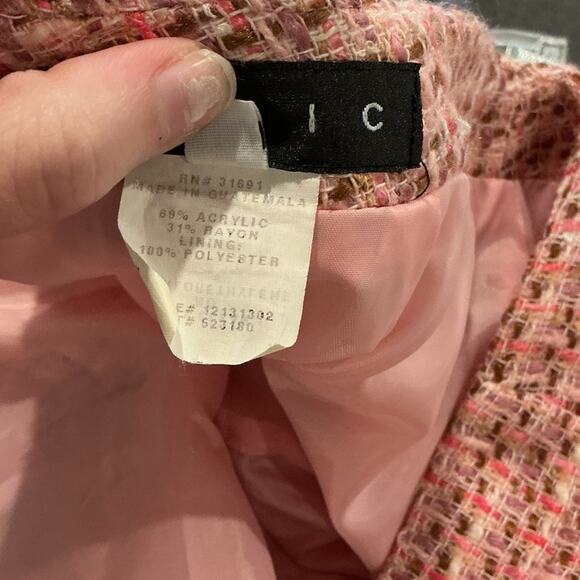 I C
RN# 31691
MADE IN GUATEMALA
69% ACRYLIC
31% RAYON
LINING:
100% POLYESTER
E# 12131302
# 523180